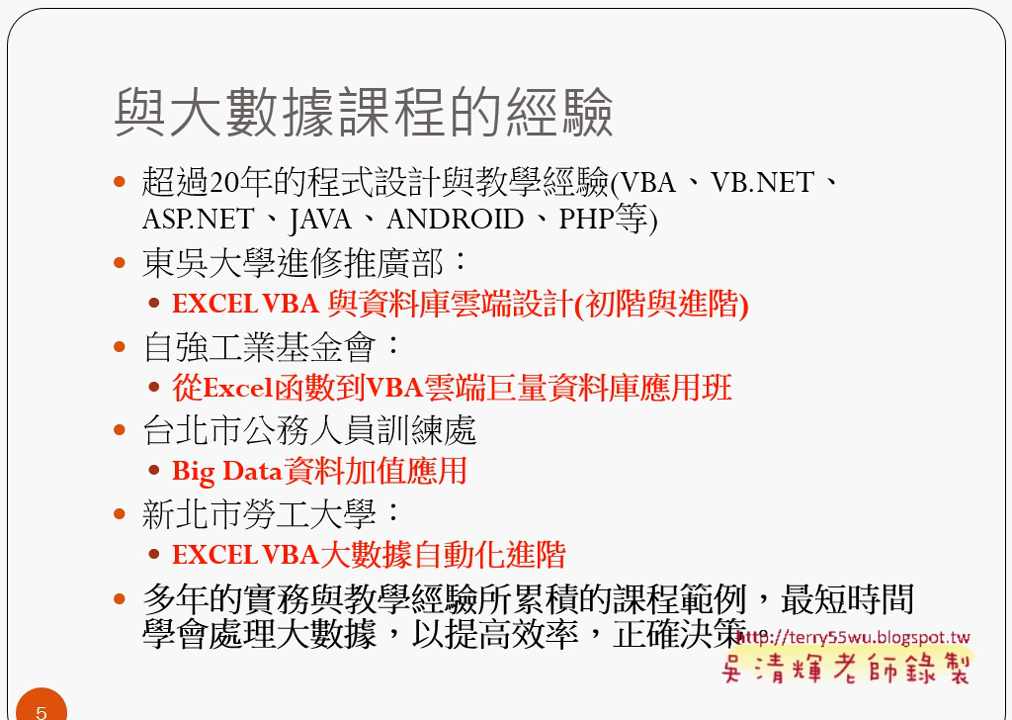 與大數據課程的經驗
• 超過20年的程式設計與教學經驗(VBA、VB.NET、
ASP.NET、JAVA、ANDROID、PHP等)
• 東吳大學進修推廣部：
• EXCEL VBA 與資料庫雲端設計(初階與進階)
• 自強工業基金會：
• 從Excel函數到VBA雲端巨量資料庫應用班
• 台北市公務人員訓練處
• Big Data資料加值應用
• 新北市勞工大學：
• EXCEL VBA大數據自動化進階
• 多年的實務與教學經驗所累積的課程範例，最短時間
學會處理大數據，以提高效率，正確決策。
http://terry55wu.blogspot.tw
吳清輝老師錄製
5